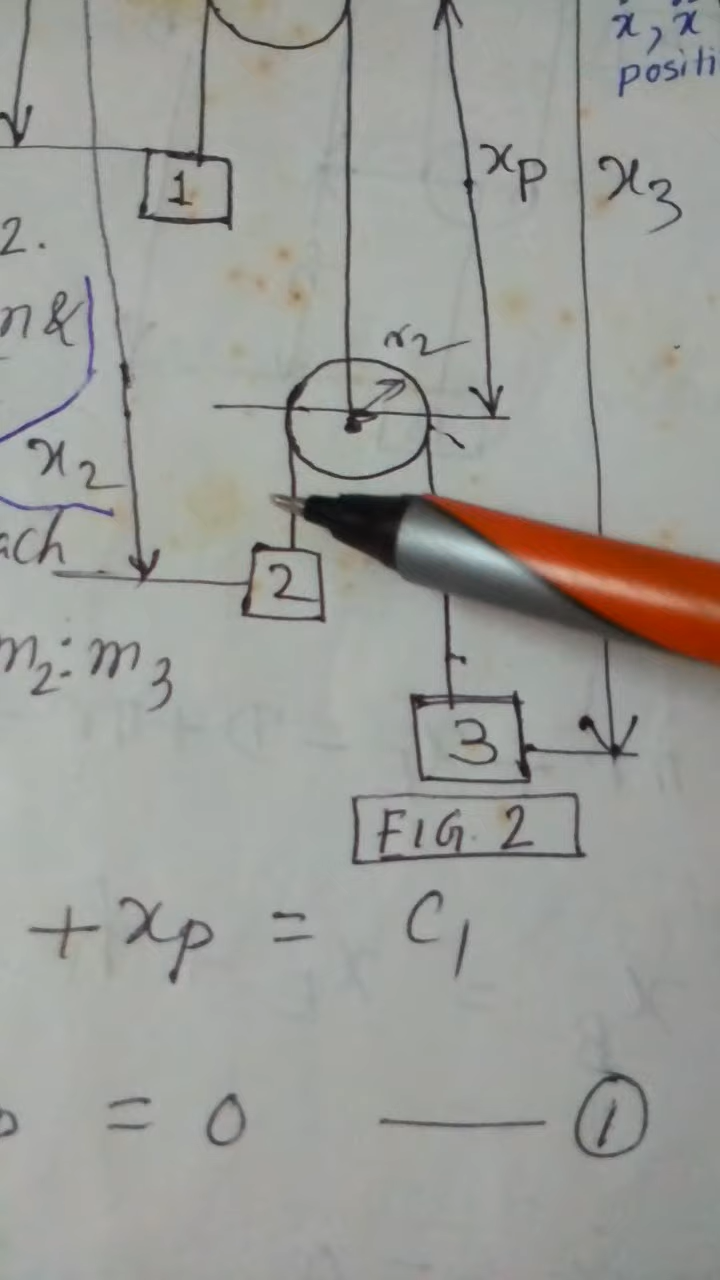 x, x
positi
xp
x3
1
2.
n &
r2
x2
ach
2
m2: m3
3
FIG. 2
+ xp = C1
= 0 —— ①